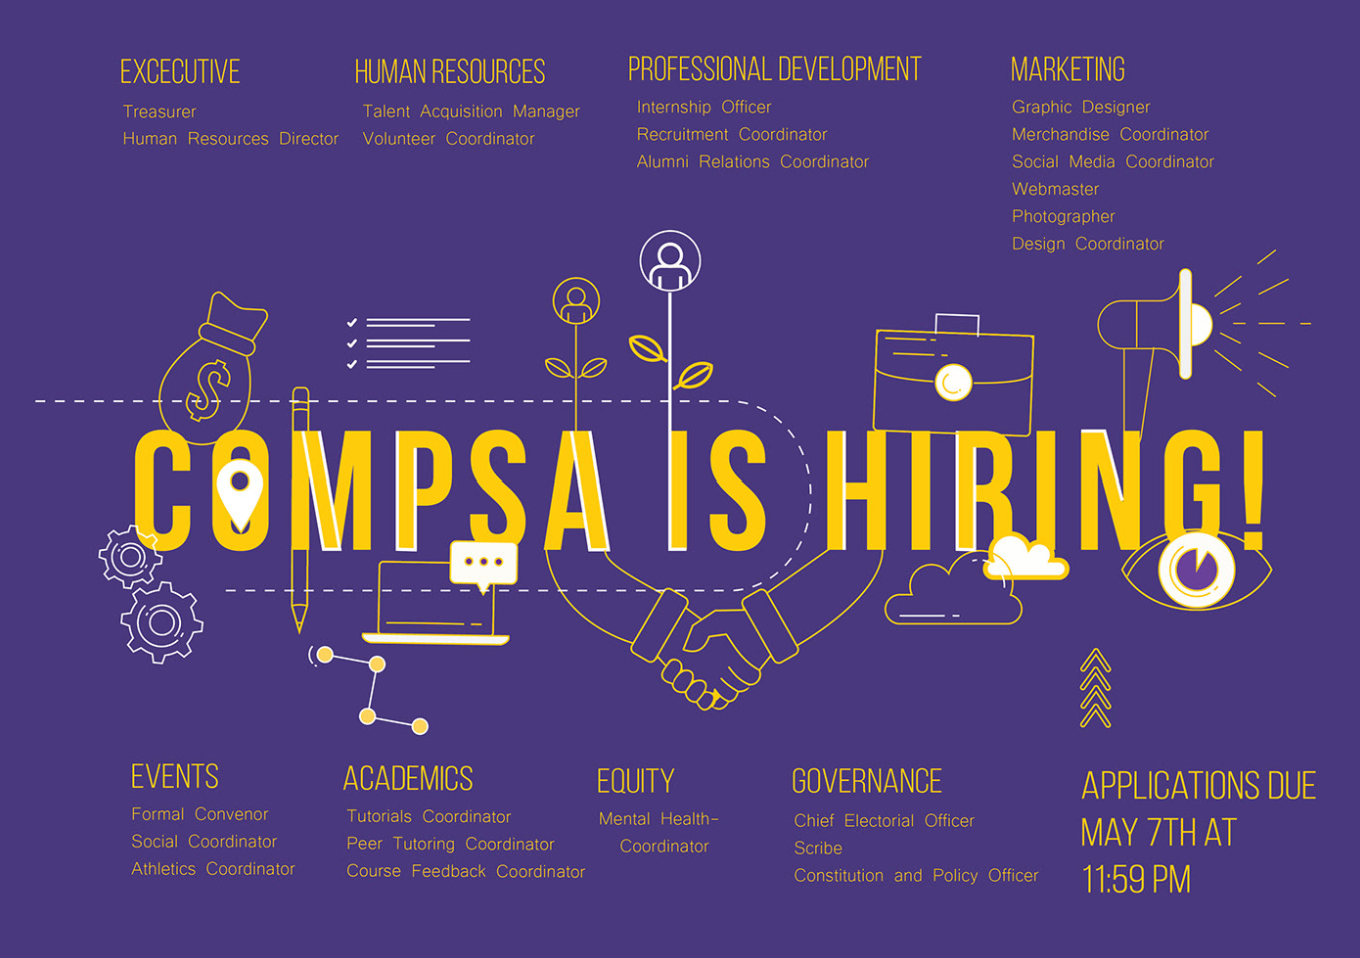 EXCECUTIVE
Treasurer
Human Resources Director
HUMAN RESOURCES
Talent Acquisition Manager
Volunteer Coordinator
PROFESSIONAL DEVELOPMENT
Internship Officer
Recruitment Coordinator
Alumni Relations Coordinator
MARKETING
Graphic Designer
Merchandise Coordinator
Social Media Coordinator
Webmaster
Photographer
Design Coordinator
$
COMPSA IS HIRING!
EVENTS
Formal Convenor
Social Coordinator
Athletics Coordinator
ACADEMICS
Tutorials Coordinator
Peer Tutoring Coordinator
Course Feedback Coordinator
EQUITY
Mental Health-
Coordinator
GOVERNANCE
Chief Electorial Officer
Scribe
Constitution and Policy Officer
APPLICATIONS DUE
MAY 7TH AT
11:59 PM